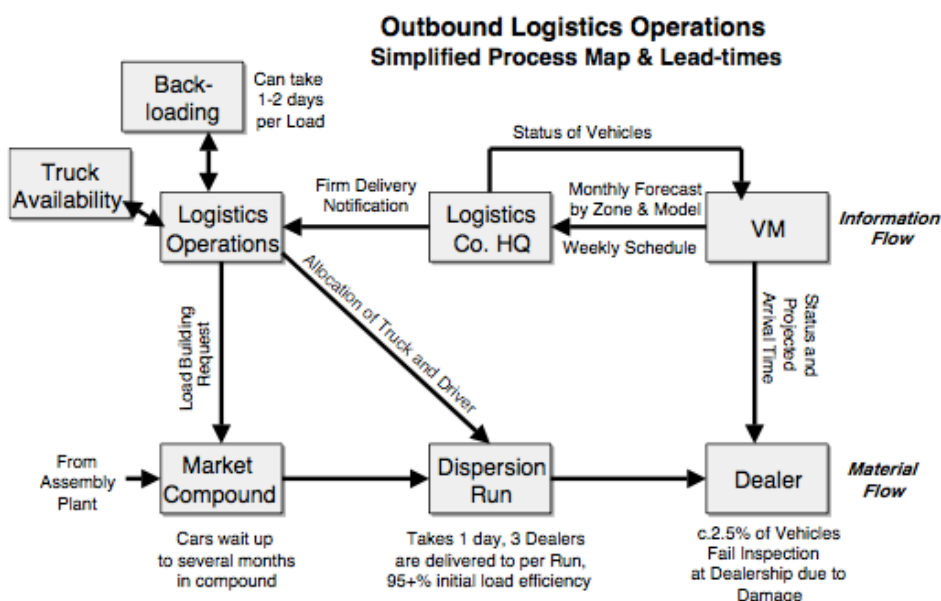 Outbound Logistics Operations
Simplified Process Map & Lead-times
Back-
loading
Can take
1-2 days
per Load
Truck
Availability
Logistics
Operations
Firm Delivery
Notification
Logistics
Co. HQ
Status of Vehicles
Monthly Forecast
by Zone & Model
Weekly Schedule
VM
Information
Flow
Load Building
Request
Allocation of Truck and Driver
Status and
Projected
Arrival Time
From
Assembly
Plant
Market
Compound
Dispersion
Run
Dealer
Material
Flow
Cars wait up
to several months
in compound
Takes 1 day, 3 Dealers
are delivered to per Run,
95+% initial load efficiency
c.2.5% of Vehicles
Fail Inspection
at Dealership due to
Damage